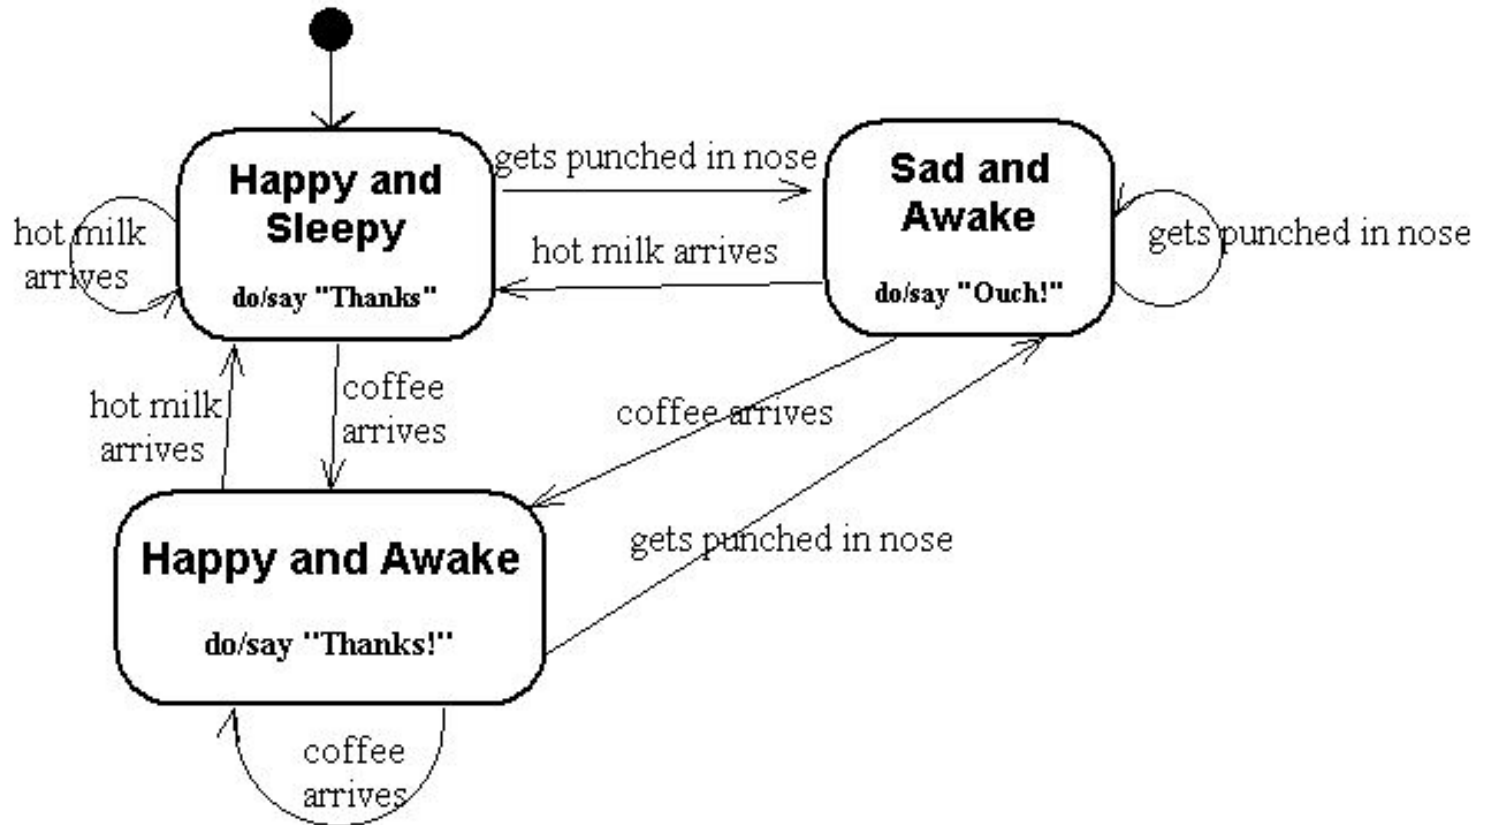 gets punched in nose
Happy and
Sleepy
do/say "Thanks"
Sad and
Awake
do/say "Ouch!"
hot milk
arrives
hot milk arrives
gets punched in nose
hot milk
arrives
coffee
arrives
coffee arrives
gets punched in nose
Happy and Awake
do/say "Thanks!"
coffee
arrives